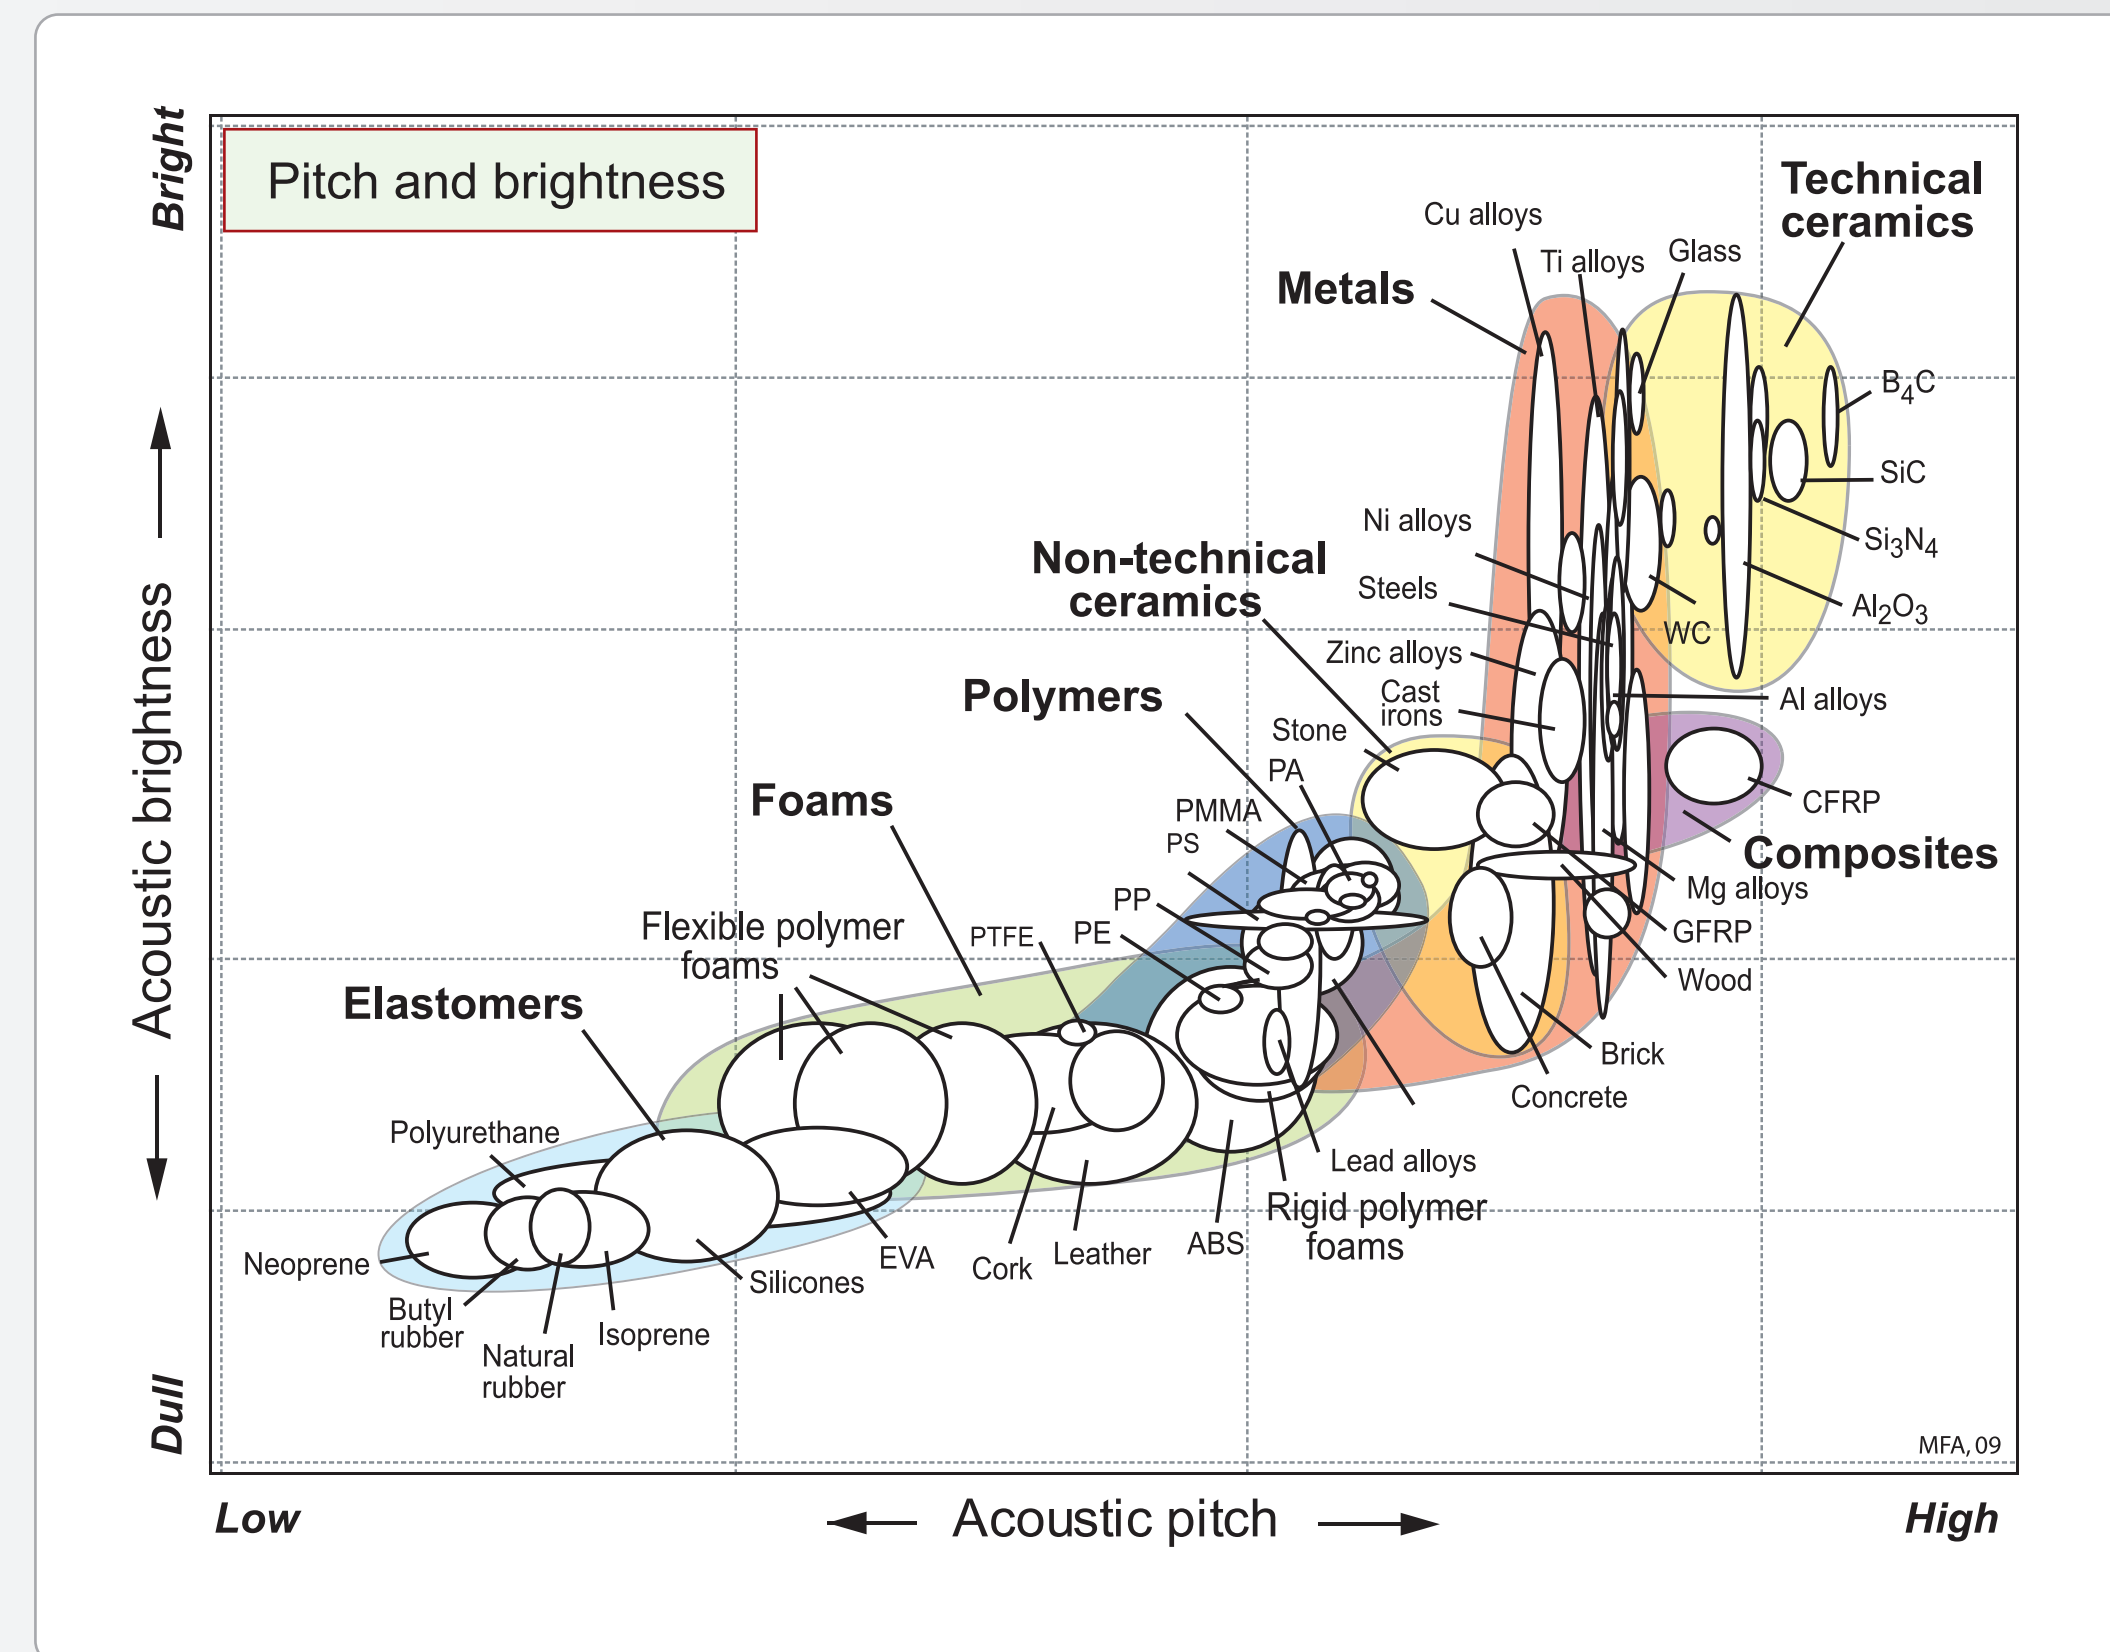 Bright
Pitch and brightness
Technical
ceramics
Cu alloys
Ti alloys
Glass
Metals
B4C
SiC
Ni alloys
Si3N4
Non-technical
ceramics
Steels
Al2O3
WC
Zinc alloys
Polymers
Cast
irons
Al alloys
Stone
PA
Foams
PMMA
CFRP
PS
Composites
Mg alloys
PP
Flexible polymer
foams
PTFE
PE
GFRP
Wood
Elastomers
Acoustic brightness
Brick
Concrete
Polyurethane
Lead alloys
Rigid polymer
foams
ABS
Neoprene
EVA
Cork
Leather
Silicones
Butyl
rubber
Isoprene
Natural
rubber
Dull
MFA, 09
Low
Acoustic pitch
High